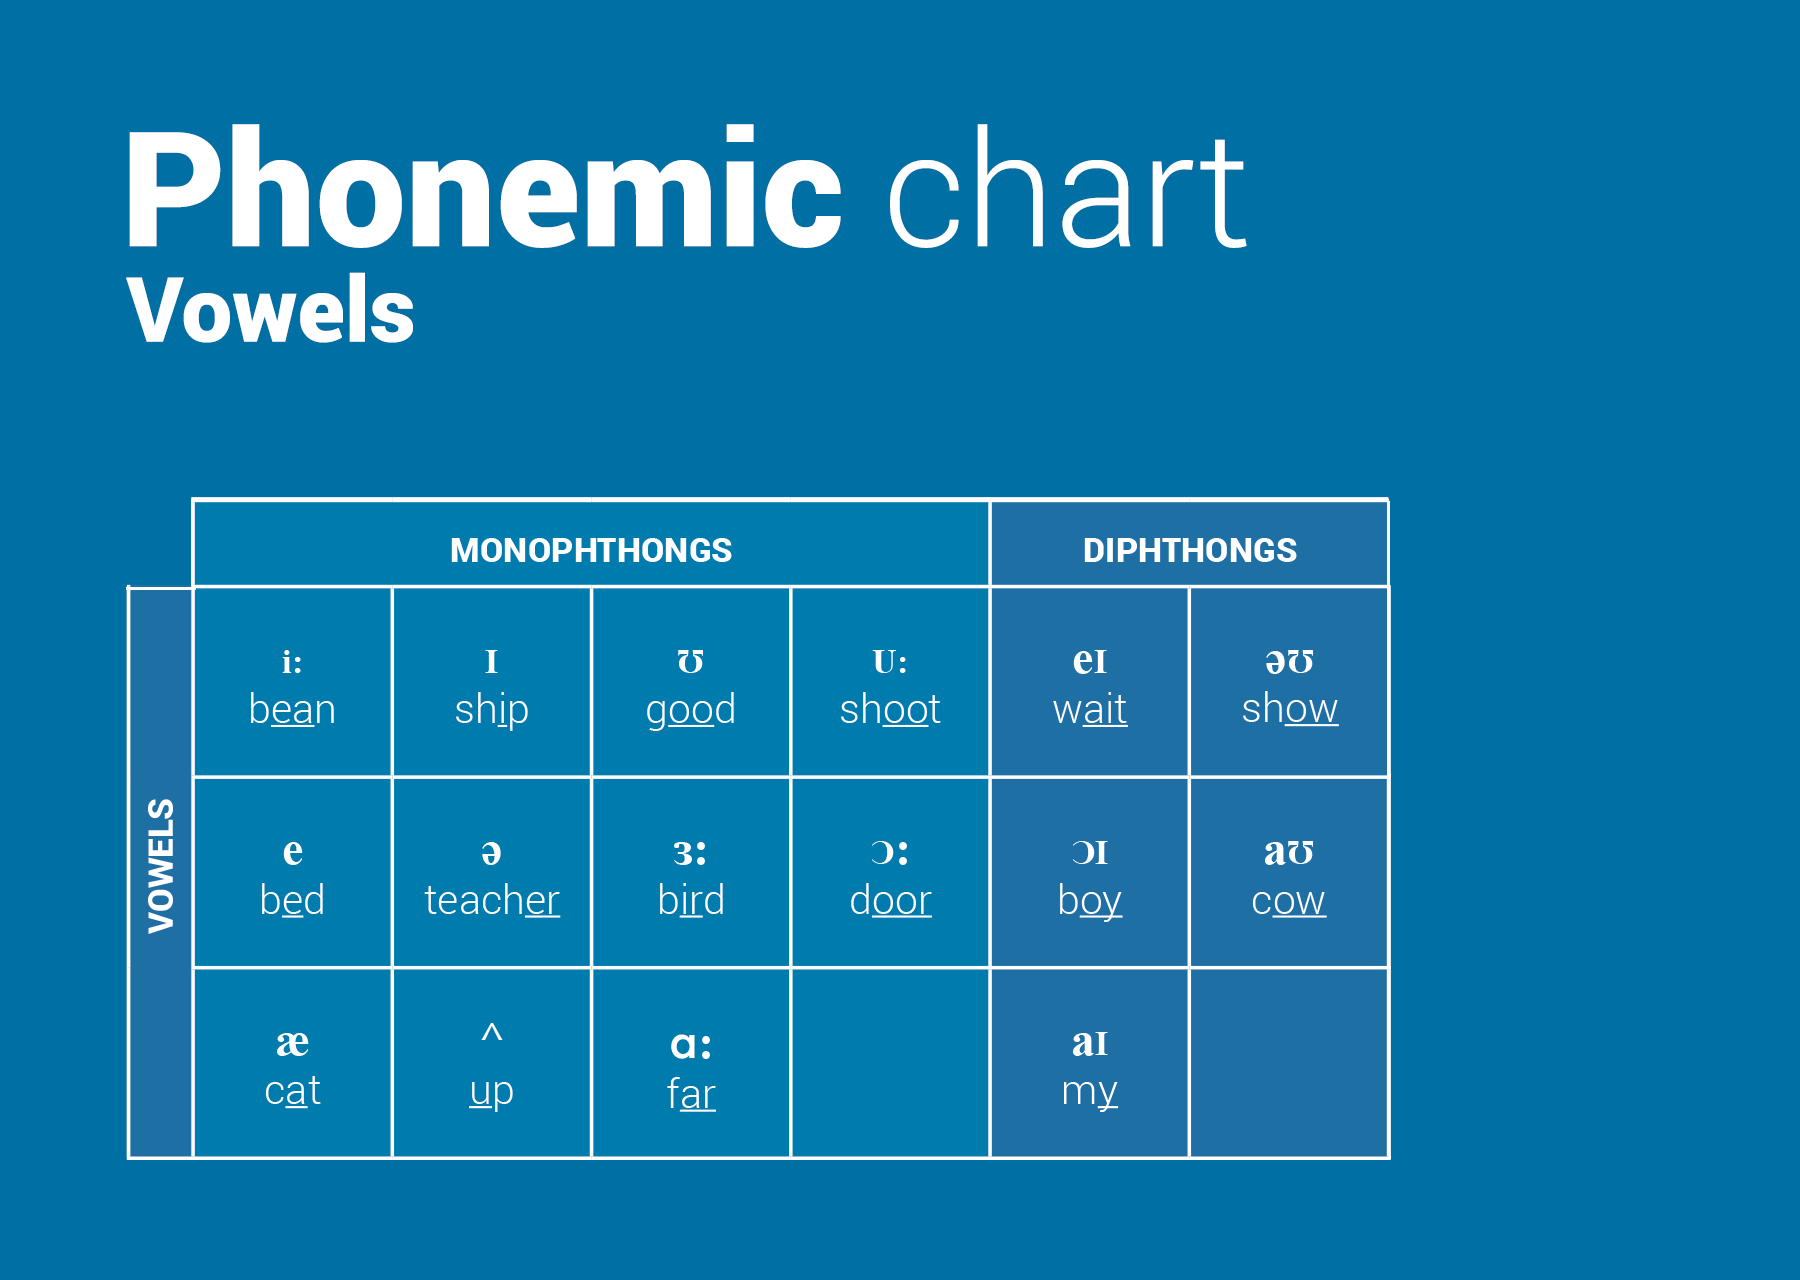 Phonemic chart
Vowels
MONOPHTHONGS DIPHTHONGS
VOWELS
i: ɪ ʊ U: eɪ əʊ
bean ship good shoot wait show
e ə ɜ: ɔ: ɔɪ aʊ
bed teacher bird door boy cow
æ ^ ɑ: aɪ
cat up far my